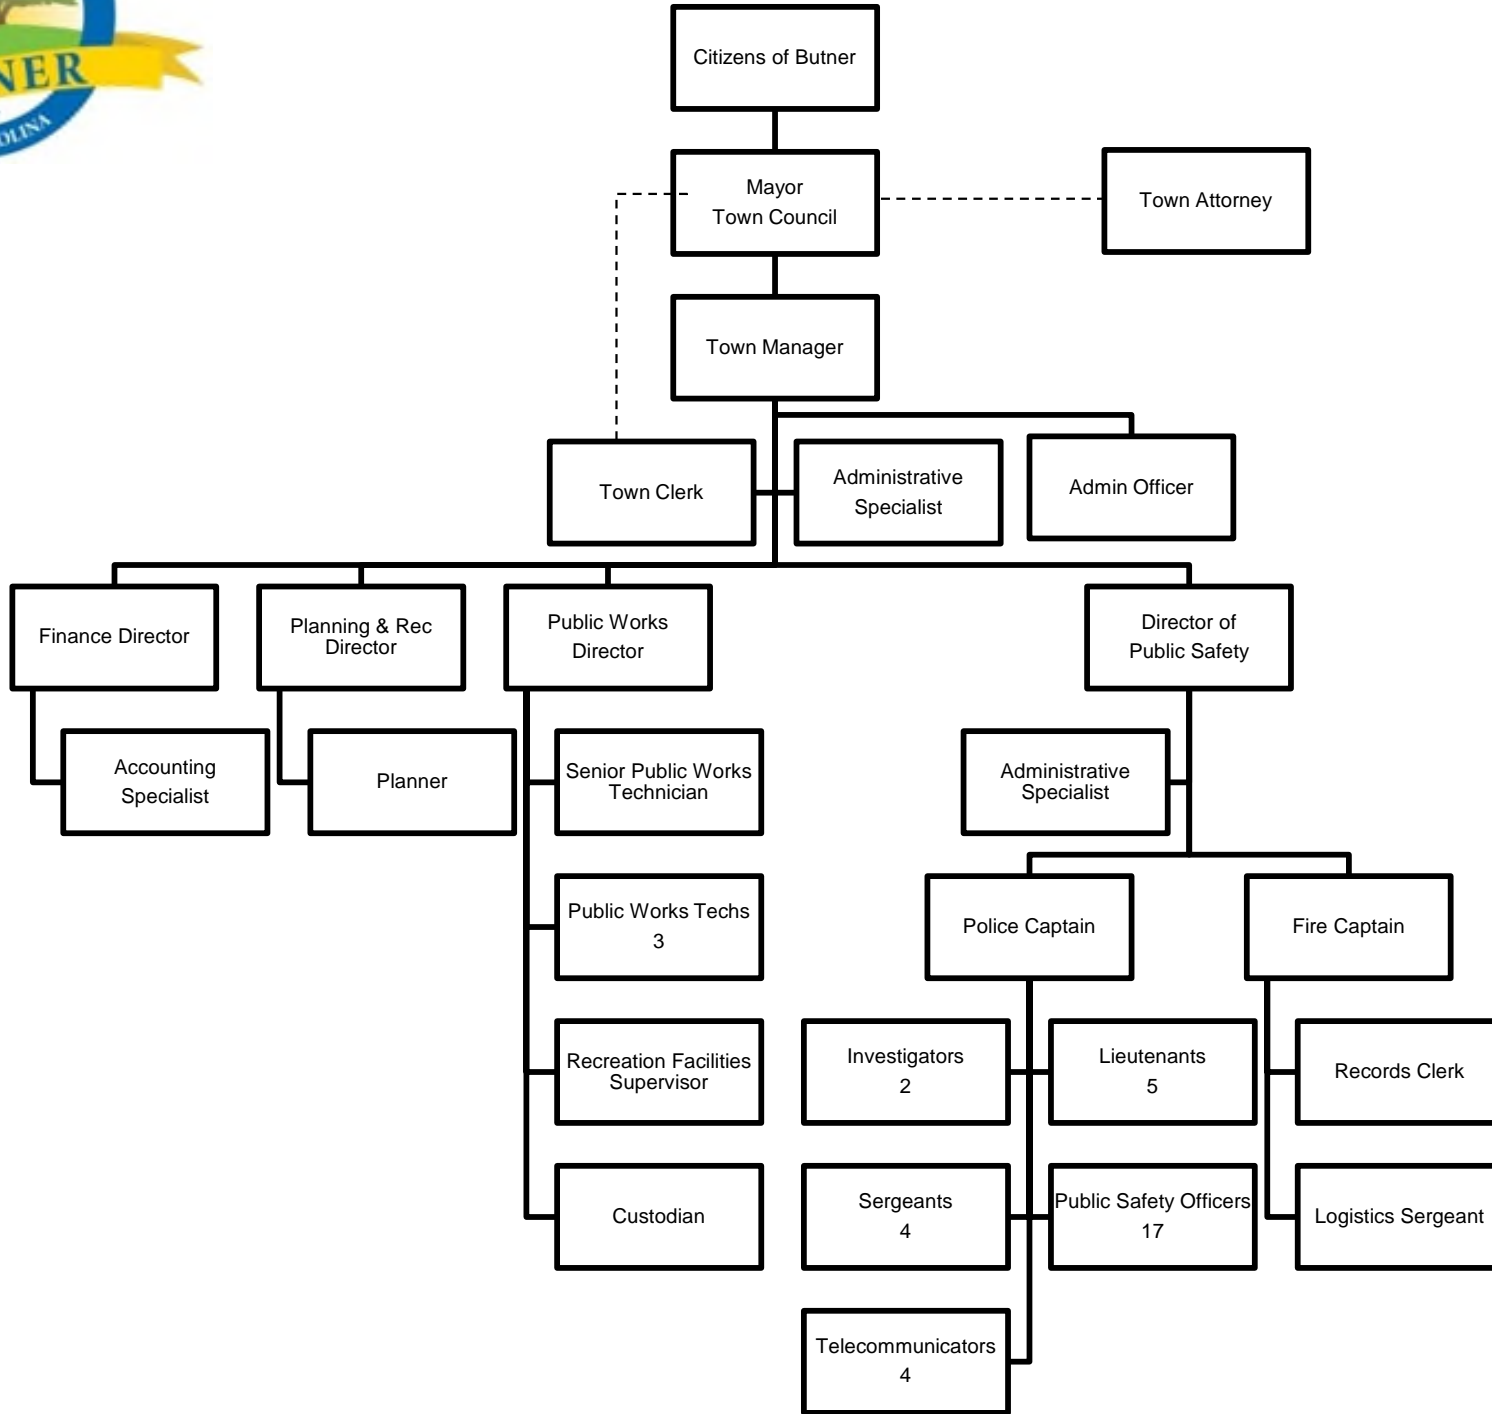 NER
OLINA
Citizens of Butner
Mayor
Town Council
Town Attorney
Town Manager
Town Clerk
Administrative
Specialist
Admin Officer
Finance Director
Planning & Rec
Director
Public Works
Director
Director of
Public Safety
Accounting
Specialist
Planner
Senior Public Works
Technician
Administrative
Specialist
Public Works Techs
3
Police Captain
Fire Captain
Recreation Facilities
Supervisor
Investigators
2
Lieutenants
5
Records Clerk
Custodian
Sergeants
4
Public Safety Officers
17
Logistics Sergeant
Telecommunicators
4